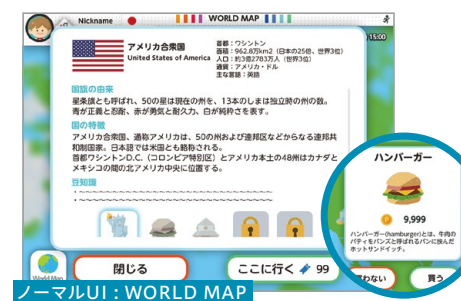 Nickname
WORLD MAP
15:00
アメリカ合衆国
United States of America
首都：ワシントン
面積：962.8万km2（日本の25倍、世界3位）
人口：約3億2783万人（世界3位）
通貨：アメリカ・ドル
主な言語：英語
国旗の由来
星条旗とも呼ばれ、50の星は現在の州を、13本のしまは独立時の州の数。
青が正義と忍耐、赤が勇気と耐久力、白が純粋さを表す。
国の特徴
アメリカ合衆国、通称アメリカは、50の州および連邦区などからなる連邦共
和制国家。日本語では米国とも略称される。
首都ワシントンD.C.（コロンビア特別区）とアメリカ本土の48州はカナダと
メキシコの間の北アメリカ中央に位置する。
豆知識
・～～～～～～～～～～～～～～～～～～
・～～～～～～～～～～～～～～～～～～
ハンバーガー
9,999
ハンバーガー(hamburger)とは、牛肉の
パティをバンズと呼ばれるパンに挟んだ
ホットサンドイッチ。
わない
買う
World Map
閉じる
ここに行く 99
ノーマルUI：WORLD MAP